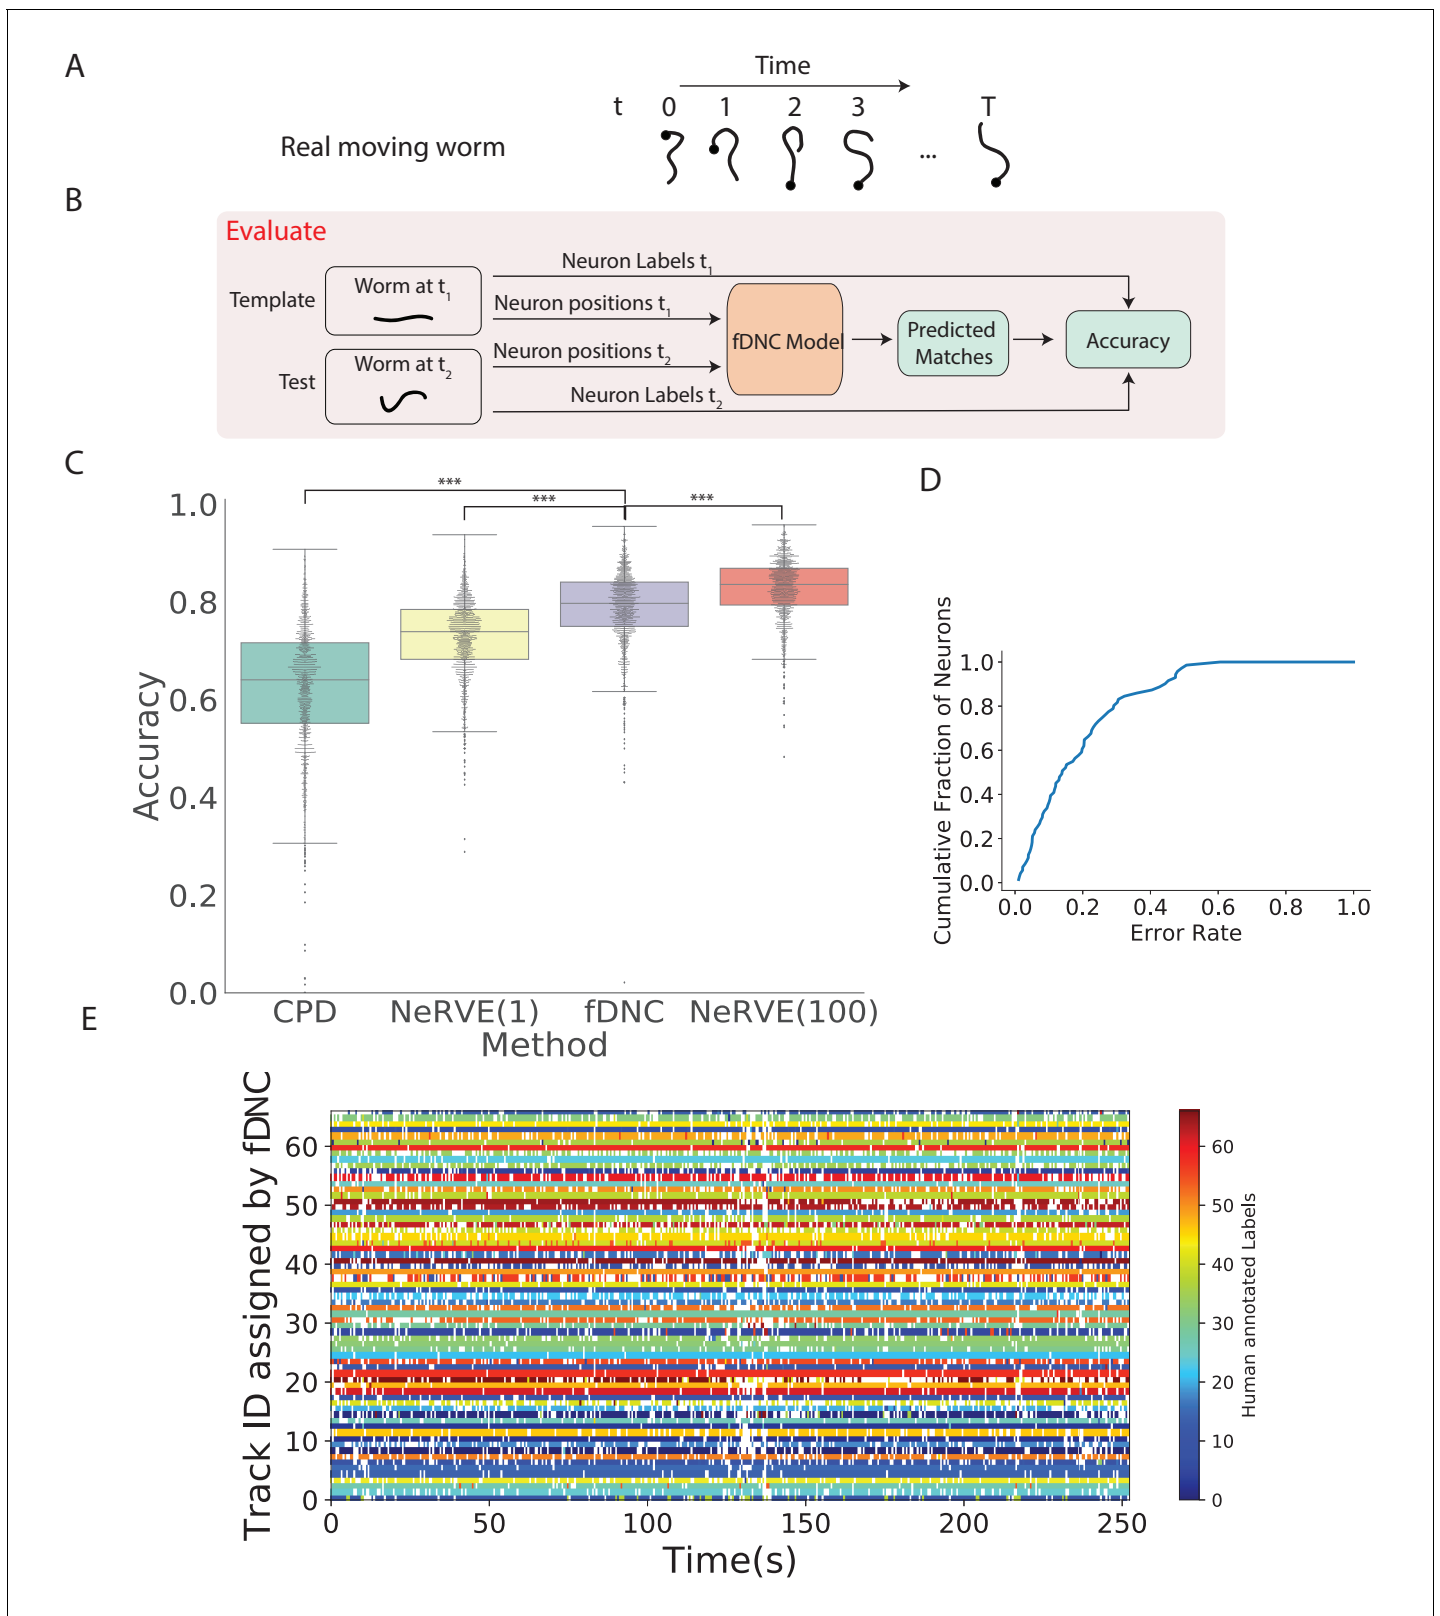 A
Time
t 0 1 2 3 T
Real moving worm ...
B
Evaluate
Neuron Labels t1
Template
Worm at t1
Neuron positions t1
fDNC Model
Predicted
Matches
Accuracy
Neuron positions t2
Test
Worm at t2
Neuron Labels t2
C
***
***
***
1.0
0.8
0.6
0.4
0.2
0.0
Accuracy
CPD NeRVE(1) fDNC NeRVE(100)
Method
D
1.0
0.8
0.6
0.4
0.2
0.0
Cumulative Fraction of Neurons
0.0 0.2 0.4 0.6 0.8 1.0
Error Rate
E
Track ID assigned by fDNC
60
50
40
30
20
10
0
0 50 100 150 200 250
Time(s)
60
50
40
30
20
10
0
Human annotated Labels